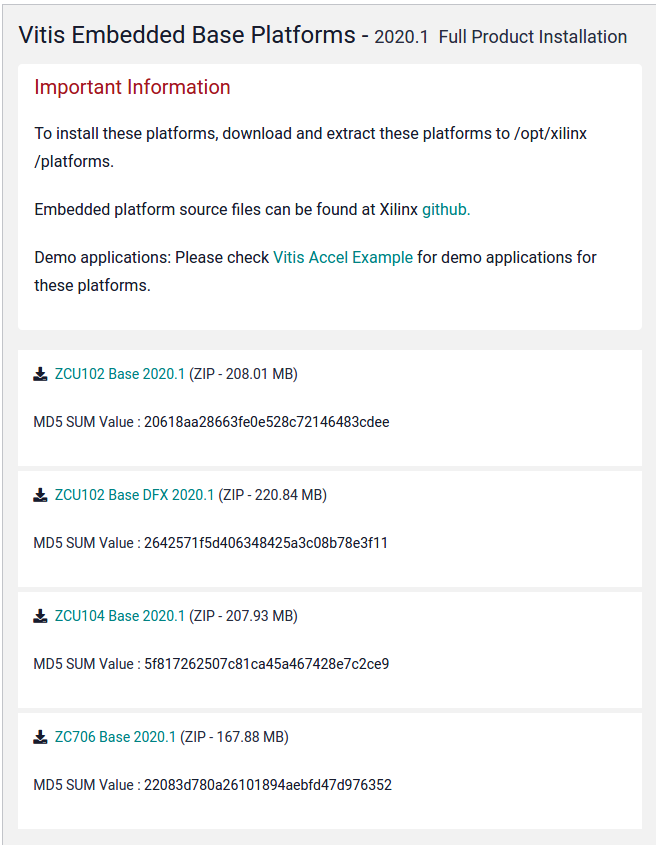 Vitis Embedded Base Platforms - 2020.1 Full Product Installation
Important Information
To install these platforms, download and extract these platforms to /opt/xilinx
/platforms.
Embedded platform source files can be found at Xilinx github.
Demo applications: Please check Vitis Accel Example for demo applications for
these platforms.
ZCU102 Base 2020.1 (ZIP - 208.01 MB)
MD5 SUM Value : 20618aa28663fe0e528c72146483cdee
ZCU102 Base DFX 2020.1 (ZIP - 220.84 MB)
MD5 SUM Value : 2642571f5d406348425a3c08b78e3f11
ZCU104 Base 2020.1 (ZIP - 207.93 MB)
MD5 SUM Value : 5f817262507c81ca45a467428e7c2ce9
ZC706 Base 2020.1 (ZIP - 167.88 MB)
MD5 SUM Value : 22083d780a26101894aebfd47d976352